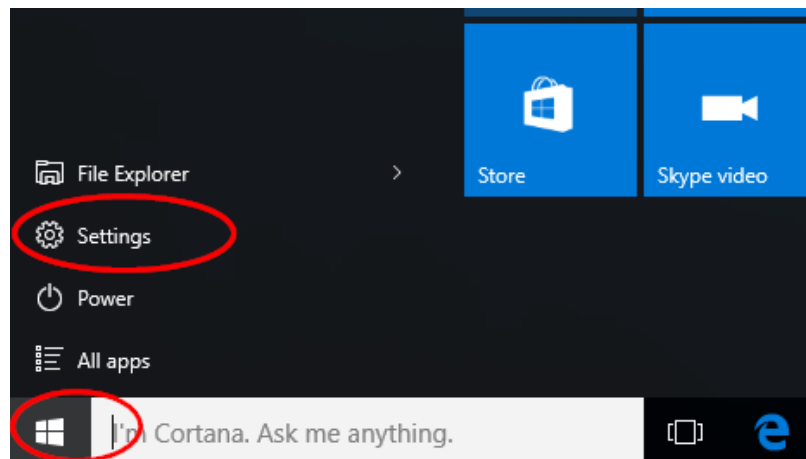 File Explorer
Store
Skype video
Settings
Power
All apps
I'm Cortana. Ask me anything.